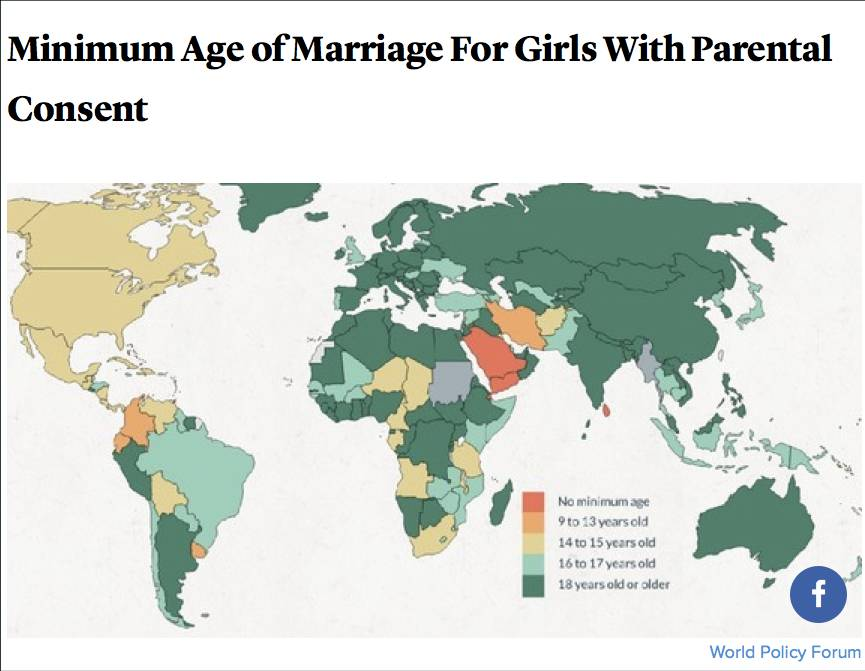 Minimum Age of Marriage For Girls With Parental
Consent
No minimum age
9 to 13 years old
14 to 15 years old
16 to 17 years old
18 years old or older
f
World Policy Forum